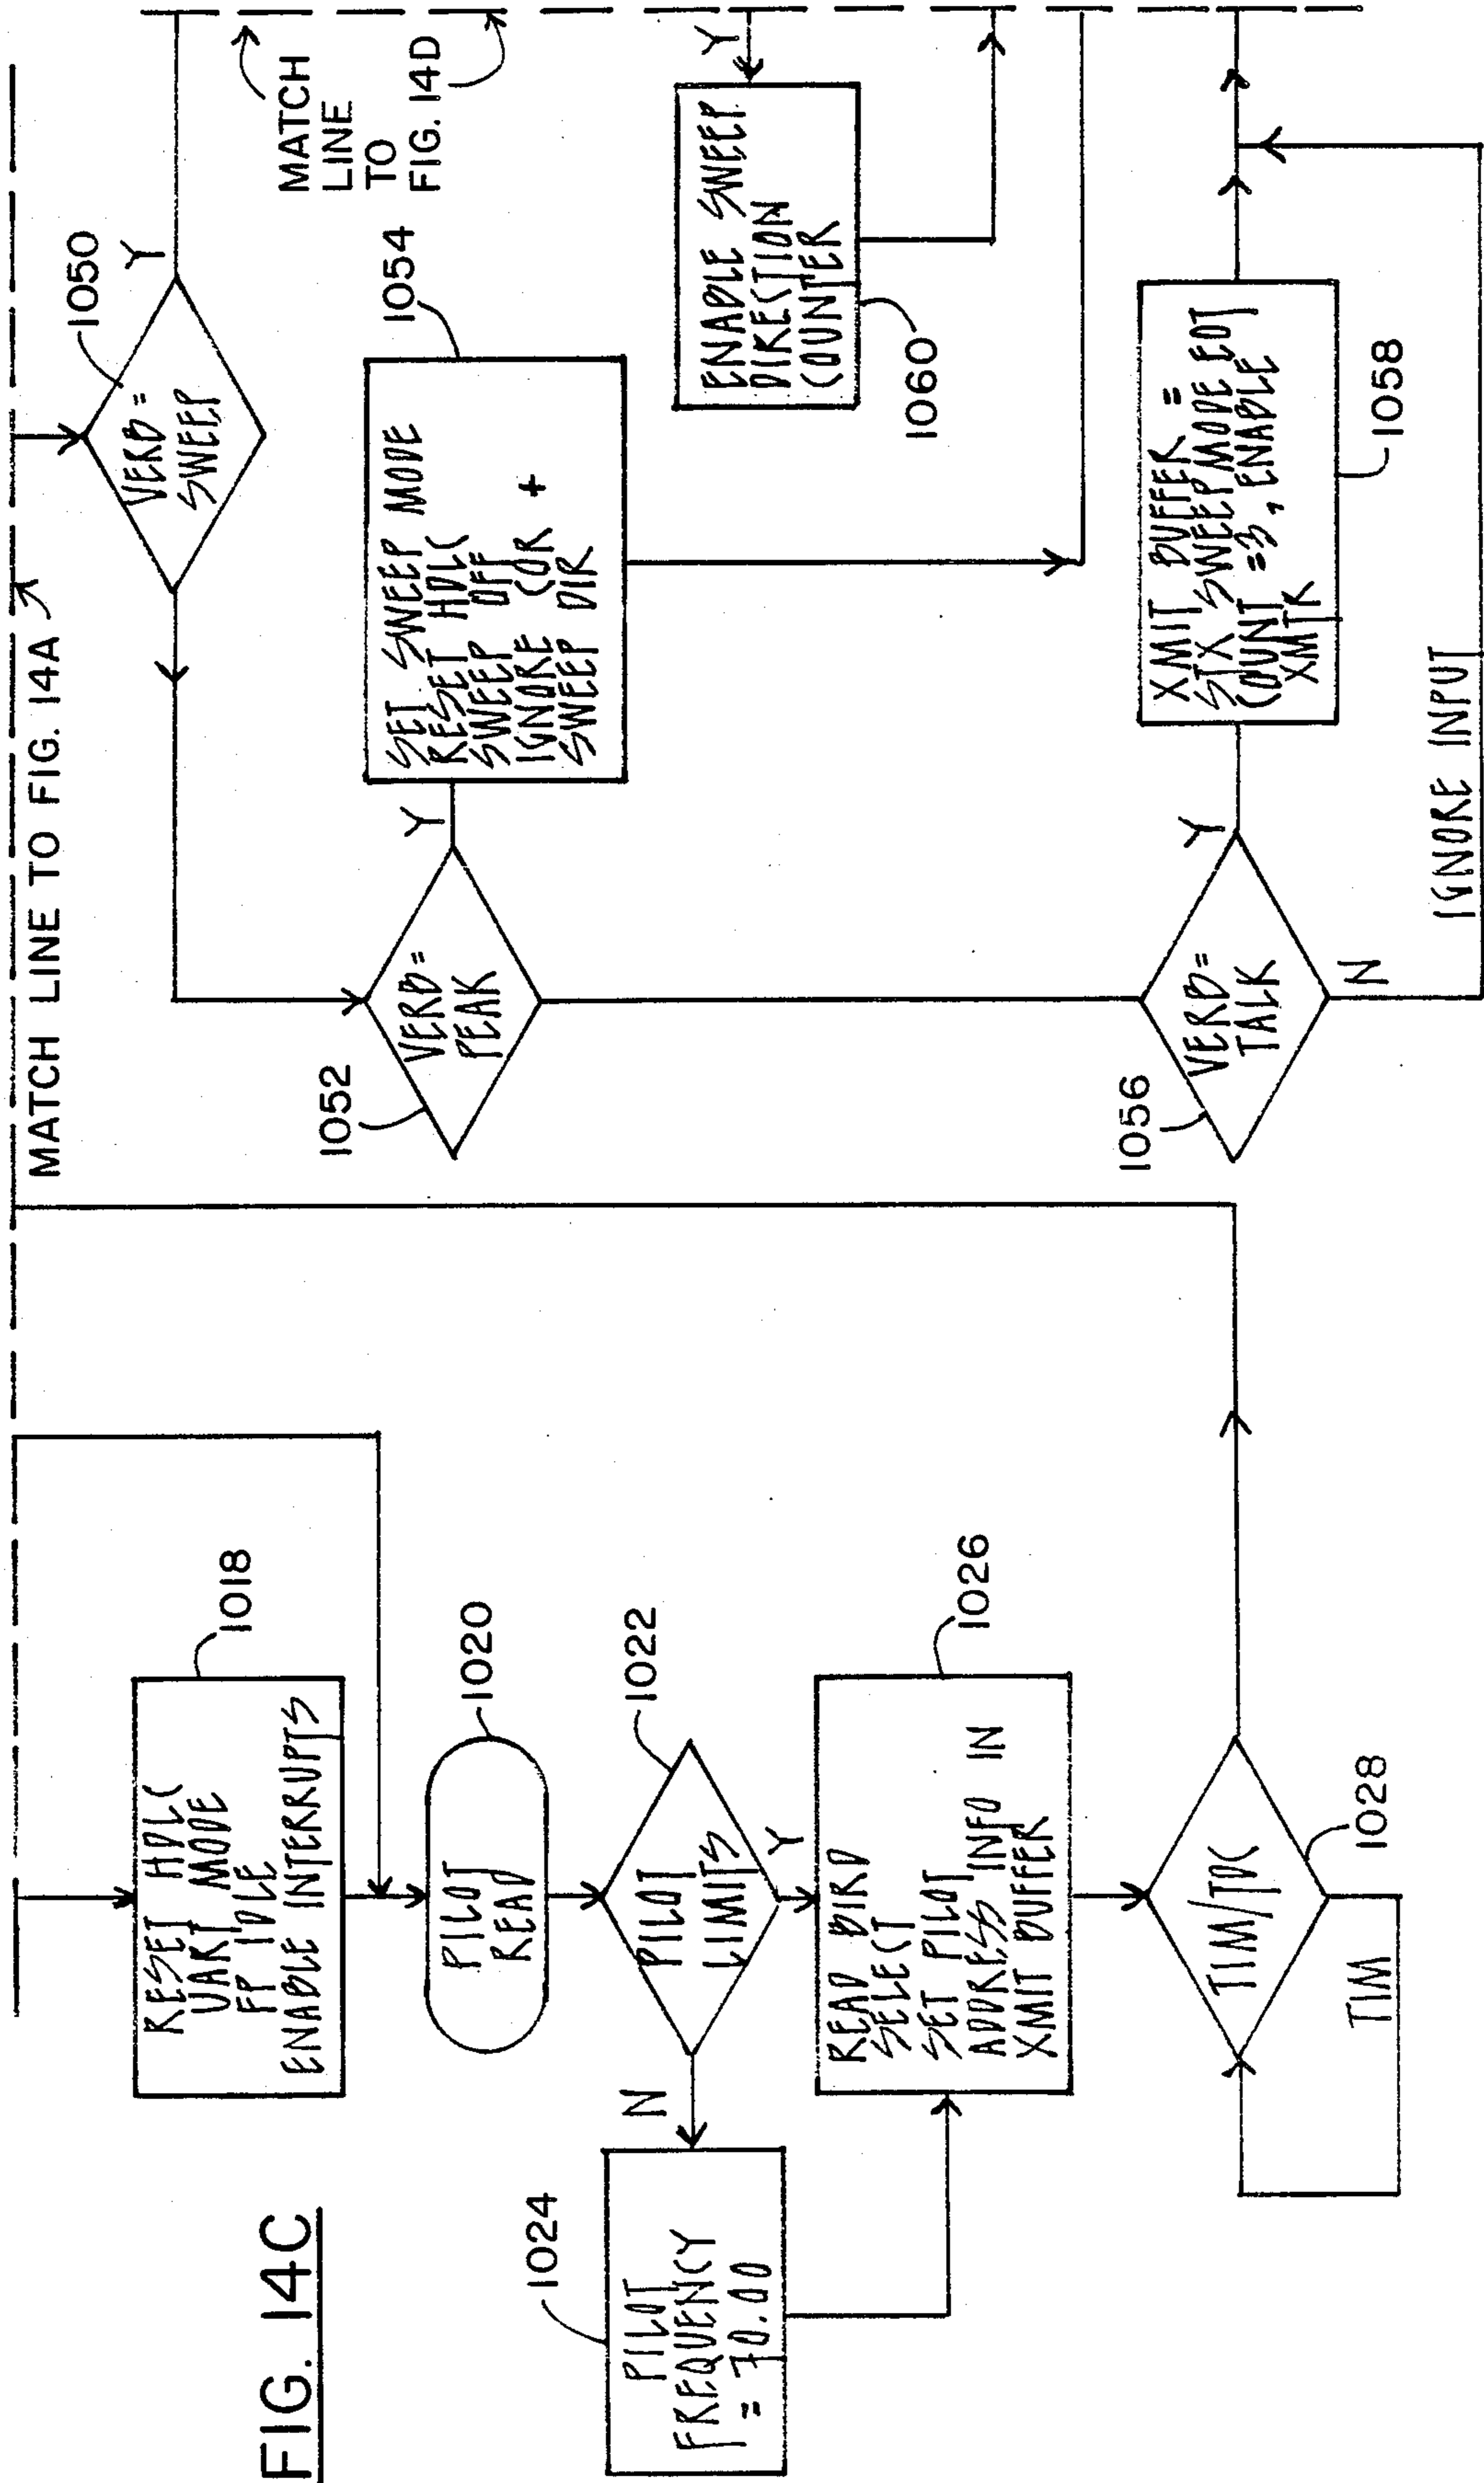 FIG. 14C
MATCH LINE TO FIG. 14A
RESET HDLC
UART MODE
FP IDLE
ENABLE INTERRUPTS
1018
PILOT
READ
1020
PILOT
LIMITS
1022
N
Y
PILOT
FREQUENCY
= 70.00
1024
READ BIRD
SELECT
SET PILOT
ADDRESS INFO IN
XMIT BUFFER
1026
TIM/TDC
1028
TIM
VERB=
SWEEP
1050
Y
MATCH
LINE
TO
FIG. 14D
VERB=
PEAK
1052
Y
SET SWEEP MODE
RESET HDLC
SWEEP OFF
IGNORE COR +
SWEEP DIR
1054
ENABLE SWEEP
DIRECTION
COUNTER
1060
Y
VERB=
TALK
1056
Y
N
XMIT BUFFER =
STX SWEEPMODE EOT
COUNT =3, ENABLE
XMTR
1058
IGNORE INPUT